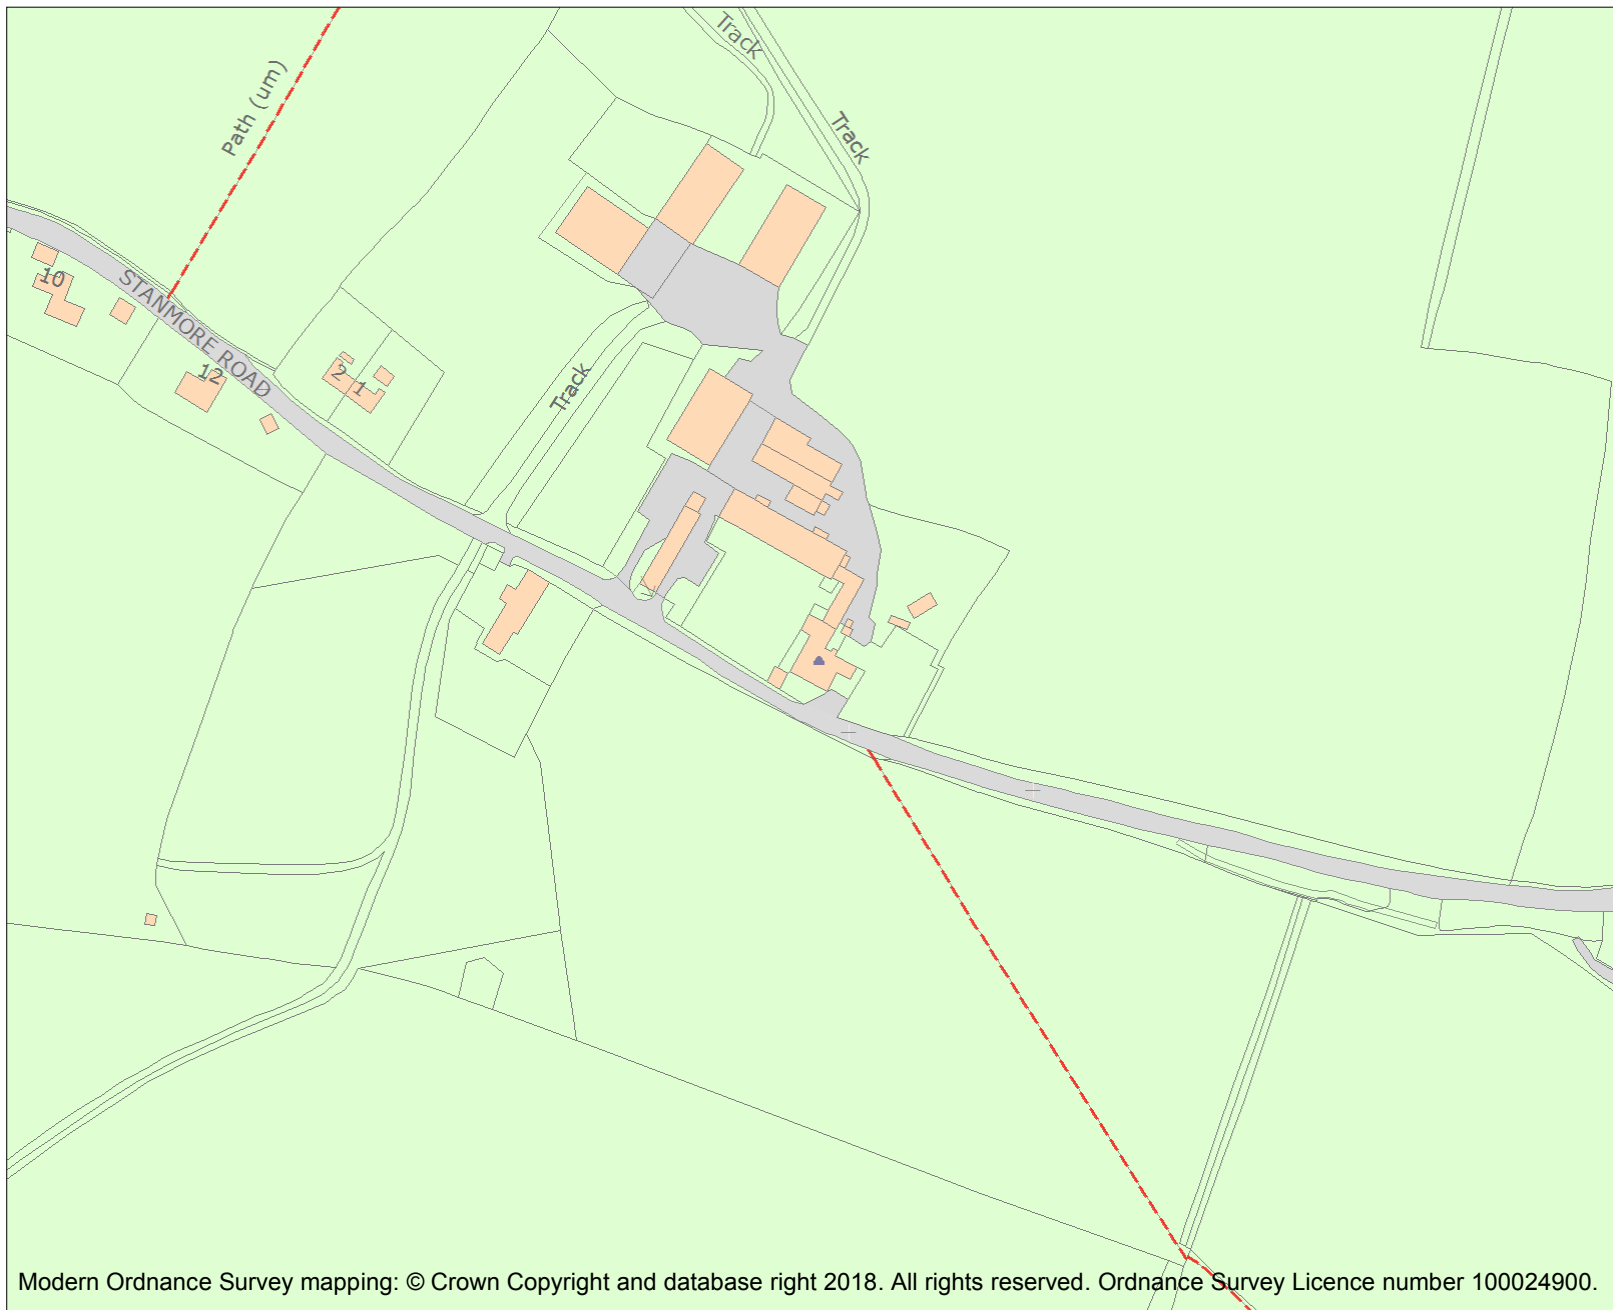 Track
Path (um)
Track
10
STANMORE ROAD
12
2
1
Track
Modern Ordnance Survey mapping: © Crown Copyright and database right 2018. All rights reserved. Ordnance Survey Licence number 100024900.